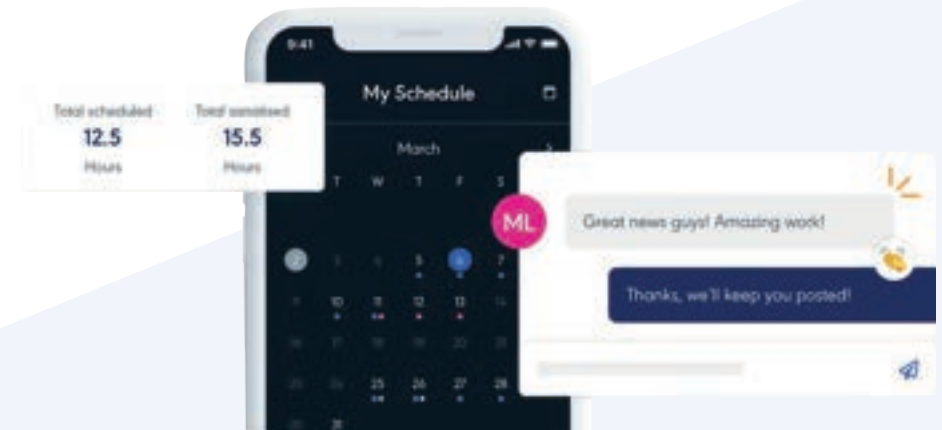 9:41
My Schedule
Total scheduled
12.5
Hours
Total
15.5
Hours
March
T W T F S
ML
Great news guys! Amazing work!
Thanks, we'll keep you posted!
2 5 6 7
10 11 12 13 14
25 26 27 28
31